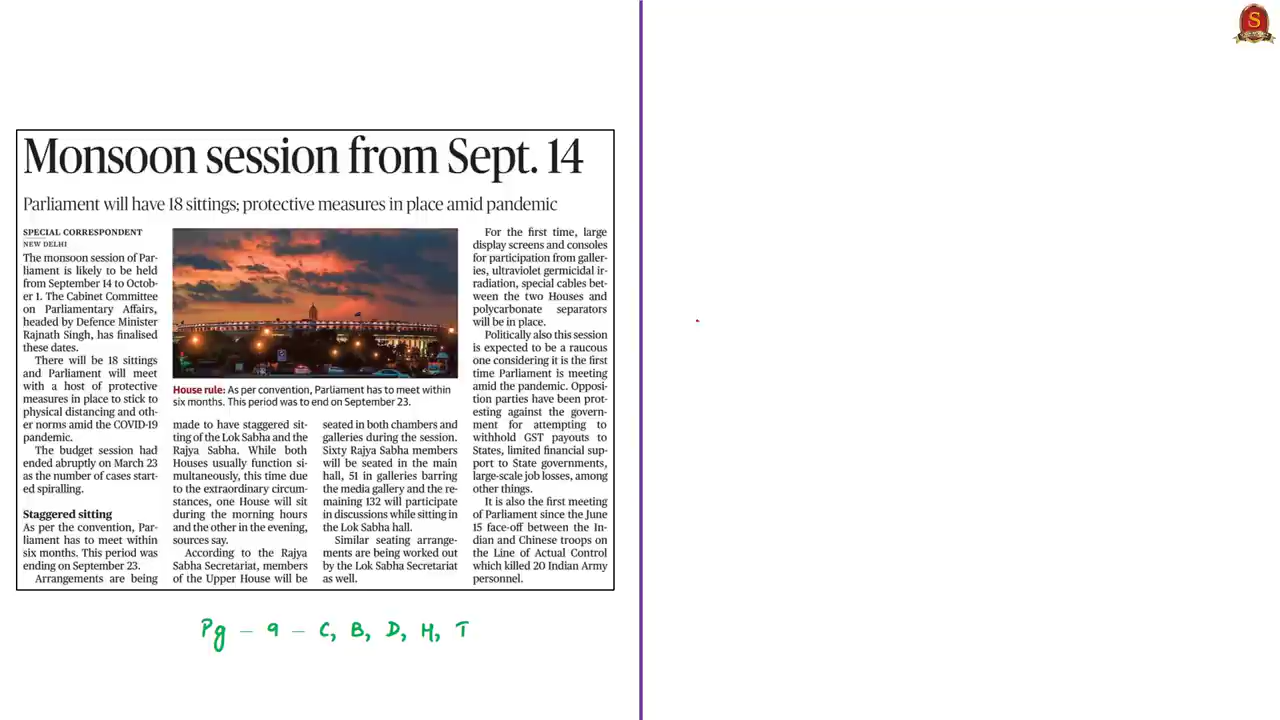 Monsoon session from Sept. 14
Parliament will have 18 sittings; protective measures in place amid pandemic
SPECIAL CORRESPONDENT
NEW DELHI
The monsoon session of Par-
liament is likely to be held
from September 14 to Octob-
er 1. The Cabinet Committee
on Parliamentary Affairs,
headed by Defence Minister
Rajnath Singh, has finalised
these dates.
There will be 18 sittings
and Parliament will meet
with a host of protective
measures in place to stick to
physical distancing and oth-
er norms amid the COVID-19
pandemic.
The budget session had
ended abruptly on March 23
as the number of cases start-
ed spiralling.
Staggered sitting
As per the convention, Par-
liament has to meet within
six months. This period was
ending on September 23.
Arrangements are being
House rule: As per convention, Parliament has to meet within
six months. This period was to end on September 23.
made to have staggered sit-
ting of the Lok Sabha and the
Rajya Sabha. While both
Houses usually function si-
multaneously, this time due
to the extraordinary circum-
stances, one House will sit
during the morning hours
and the other in the evening,
sources say.
According to the Rajya
Sabha Secretariat, members
of the Upper House will be
seated in both chambers and
galleries during the session.
Sixty Rajya Sabha members
will be seated in the main
hall, 51 in galleries barring
the media gallery and the re-
maining 132 will participate
in discussions while sitting in
the Lok Sabha hall.
Similar seating arrange-
ments are being worked out
by the Lok Sabha Secretariat
as well.
For the first time, large
display screens and consoles
for participation from galler-
ies, ultraviolet germicidal ir-
radiation, special cables bet-
ween the two Houses and
polycarbonate separators
will be in place.
Politically also this session
is expected to be a raucous
one considering it is the first
time Parliament is meeting
amid the pandemic. Opposi-
tion parties have been prot-
esting against the govern-
ment for attempting to
withhold GST payouts to
States, limited financial sup-
port to State governments,
large-scale job losses, among
other things.
It is also the first meeting
of Parliament since the June
15 face-off between the In-
dian and Chinese troops on
the Line of Actual Control
which killed 20 Indian Army
personnel.
Pg - 9 - C, B, D, H, T
S